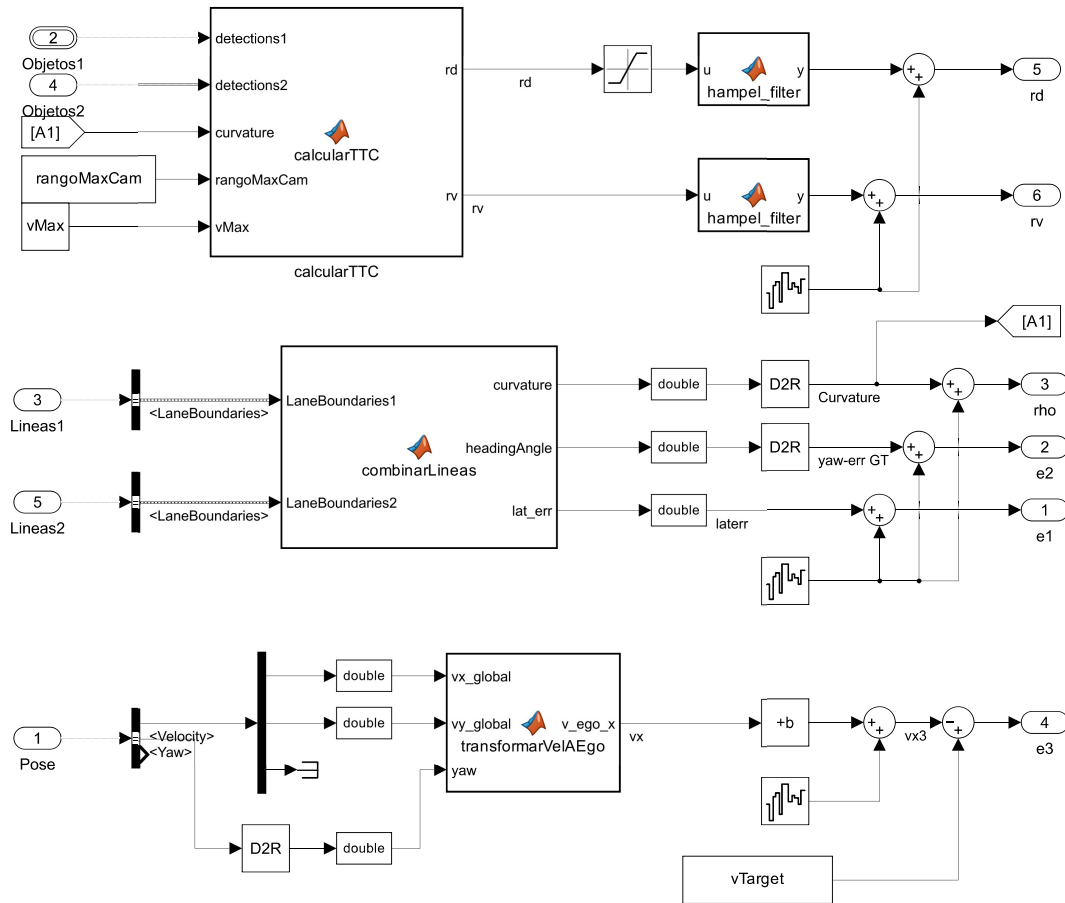 2
Objetos1
4
Objetos2
[A1]
rangoMaxCam
vMax
detections1
detections2
curvature
rangoMaxCam
vMax
calcularTTC
rd
rv
calcularTTC
rd
rv
u
y
hampel_filter
u
y
hampel_filter
+
+
+
+
5
rd
6
rv
[A1]
3
Lineas1
<LaneBoundaries>
5
Lineas2
<LaneBoundaries>
LaneBoundaries1
LaneBoundaries2
combinarLineas
curvature
headingAngle
lat_err
double
double
double
D2R
D2R
Curvature
yaw-err GT
laterr
+
+
+
+
+
+
3
rho
2
e2
1
e1
1
Pose
<Velocity>
<Yaw>
D2R
double
double
double
vx_global
vy_global
yaw
v_ego_x
transformarVelAEgo
vx
+b
+
+
vx3
−
+
vTarget
4
e3